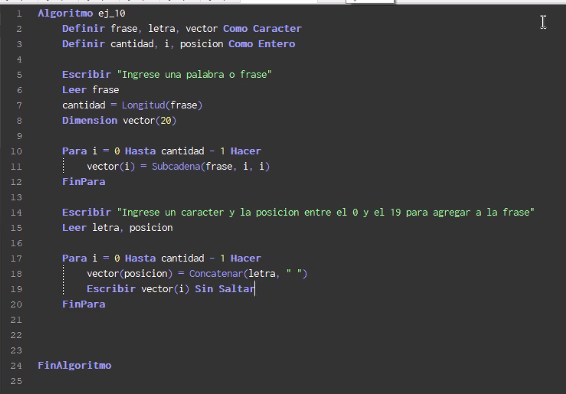 1 Algoritmo ej_10
2 Definir frase, letra, vector Como Caracter
3 Definir cantidad, i, posicion Como Entero
4
5 Escribir "Ingrese una palabra o frase"
6 Leer frase
7 cantidad = Longitud(frase)
8 Dimension vector(20)
9
10 Para i = 0 Hasta cantidad - 1 Hacer
11 vector(i) = Subcadena(frase, i, i)
12 FinPara
13
14 Escribir "Ingrese un caracter y la posicion entre el 0 y el 19 para agregar a la frase"
15 Leer letra, posicion
16
17 Para i = 0 Hasta cantidad - 1 Hacer
18 vector(posicion) = Concatenar(letra, " ")
19 Escribir vector(i) Sin Saltar
20 FinPara
21
22
23
24 FinAlgoritmo
25